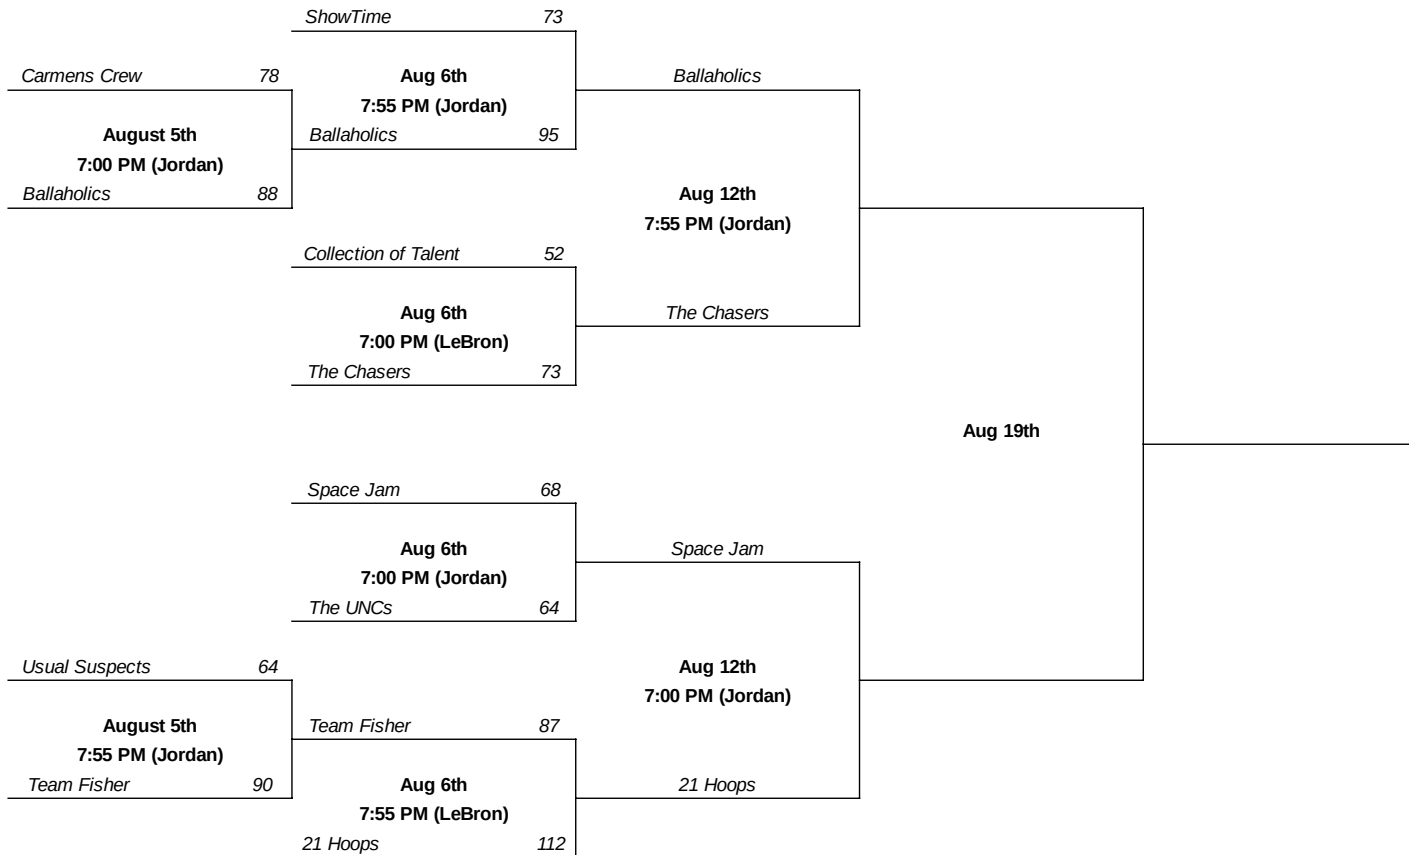 ShowTime 73
Carmens Crew 78
Aug 6th
Ballaholics
7:55 PM (Jordan)
August 5th
Ballaholics 95
7:00 PM (Jordan)
Ballaholics 88
Aug 12th
7:55 PM (Jordan)
Collection of Talent 52
Aug 6th
The Chasers
7:00 PM (LeBron)
The Chasers 73
Aug 19th
Space Jam 68
Aug 6th
Space Jam
7:00 PM (Jordan)
The UNCs 64
Usual Suspects 64
Aug 12th
7:00 PM (Jordan)
August 5th
Team Fisher 87
7:55 PM (Jordan)
Team Fisher 90
Aug 6th
21 Hoops
7:55 PM (LeBron)
21 Hoops 112